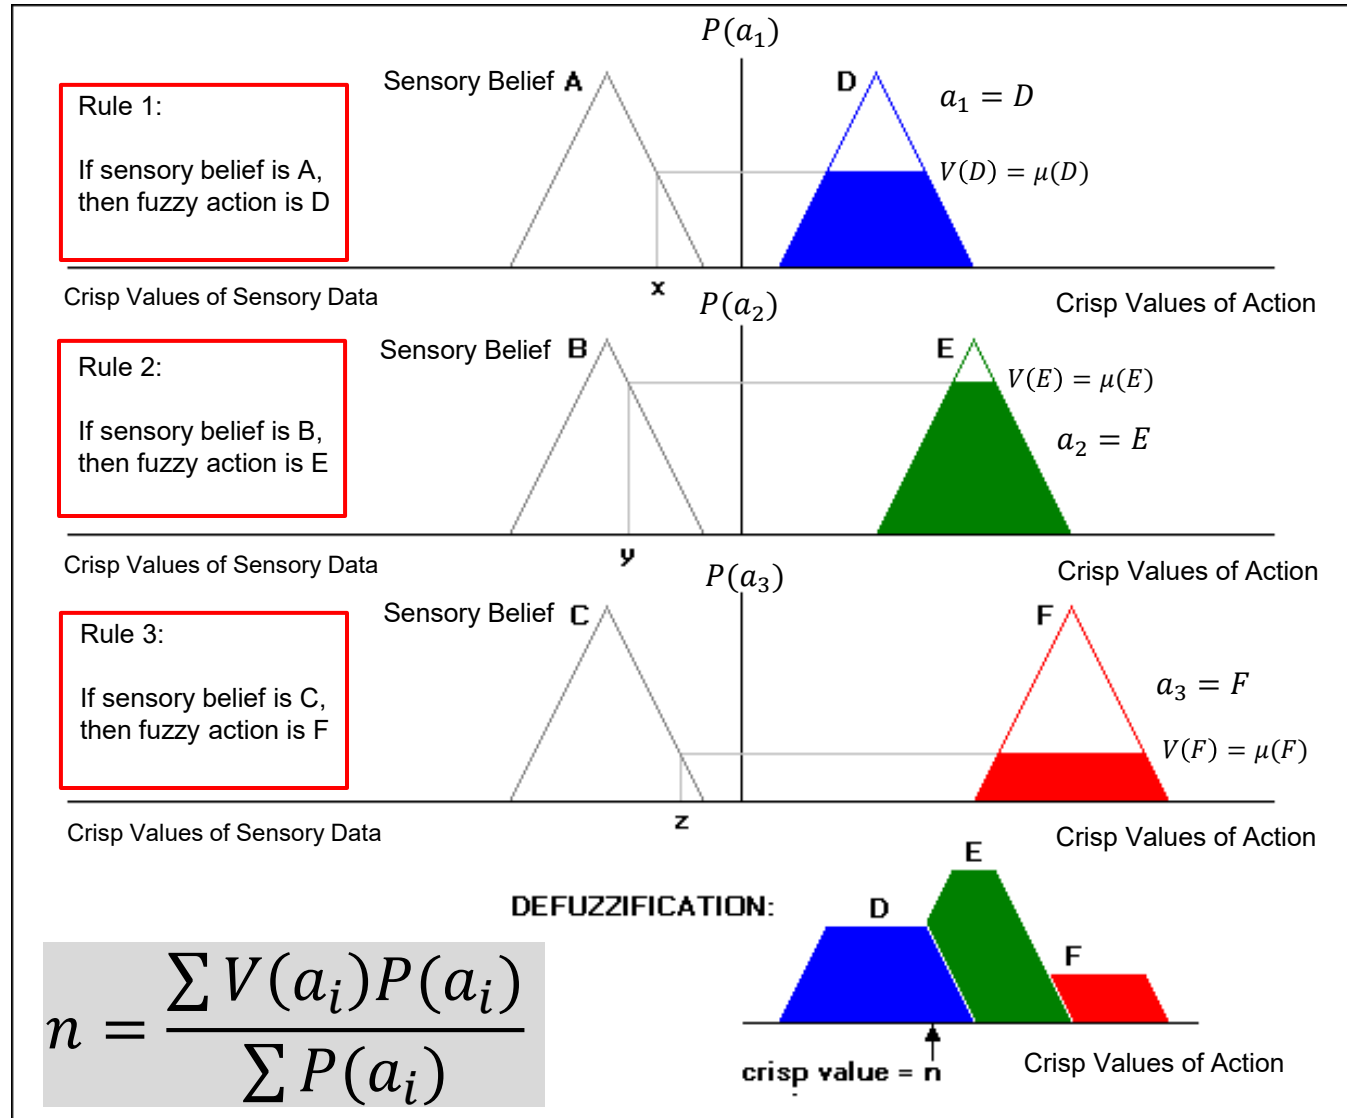 P(a₁)
Sensory Belief A
D
a₁ = D
Rule 1:
If sensory belief is A,
then fuzzy action is D
V(D) = μ(D)
x
Crisp Values of Sensory Data
Crisp Values of Action
P(a₂)
Sensory Belief B
E
Rule 2:
If sensory belief is B,
then fuzzy action is E
V(E) = μ(E)
a₂ = E
y
Crisp Values of Sensory Data
Crisp Values of Action
P(a₃)
Sensory Belief C
F
Rule 3:
If sensory belief is C,
then fuzzy action is F
a₃ = F
V(F) = μ(F)
z
Crisp Values of Sensory Data
Crisp Values of Action
DEFUZZIFICATION:
D
E
F
n = ∑ V(aᵢ)P(aᵢ) / ∑ P(aᵢ)
crisp value = n
Crisp Values of Action